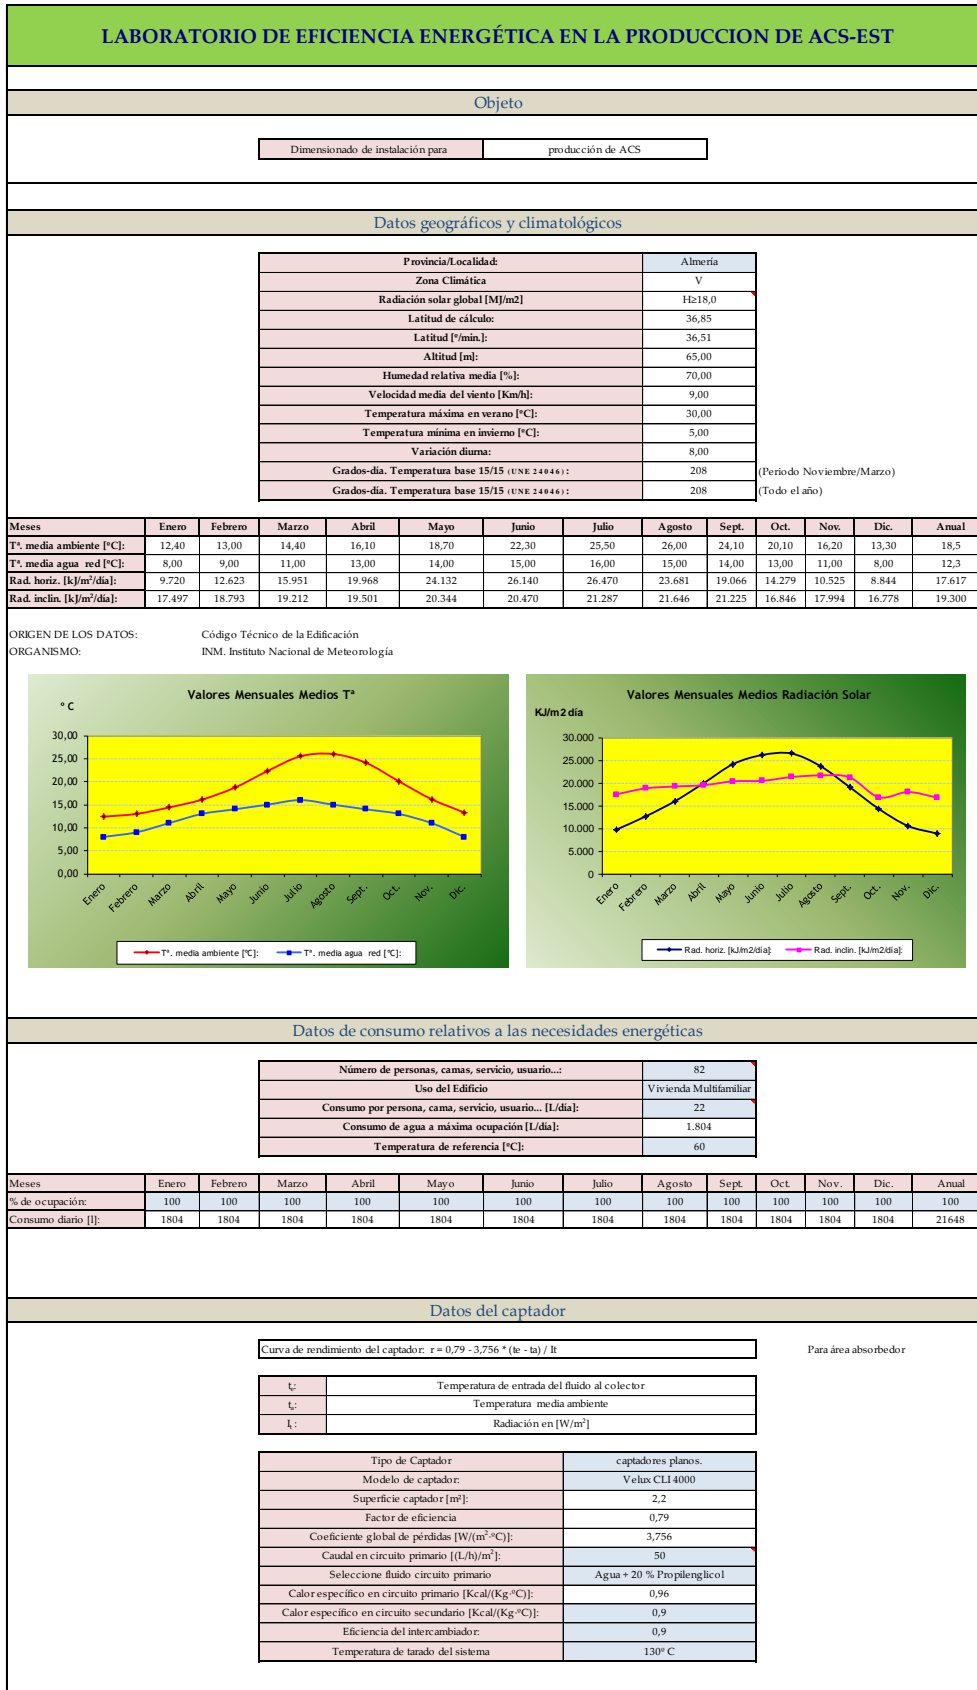 LABORATORIO DE EFICIENCIA ENERGÉTICA EN LA PRODUCCION DE ACS-EST
Objeto
Dimensionado de instalación para producción de ACS
Datos geográficos y climatológicos
Provincia/Localidad: Almería
Zona Climática V
Radiación solar global [MJ/m2] H≥18,0
Latitud de cálculo: 36,85
Latitud [º/min.]: 36,51
Altitud [m]: 65,00
Humedad relativa media [%]: 70,00
Velocidad media del viento [Km/h]: 9,00
Temperatura máxima en verano [ºC]: 30,00
Temperatura mínima en invierno [ºC]: 5,00
Variación diurna: 8,00
Grados-día. Temperatura base 15/15 (UNE 24046): 208 (Periodo Noviembre/Marzo)
Grados-día. Temperatura base 15/15 (UNE 24046): 208 (Todo el año)
Meses Enero Febrero Marzo Abril Mayo Junio Julio Agosto Sept. Oct. Nov. Dic. Anual
Tª. media ambiente [ºC]: 12,40 13,00 14,40 16,10 18,70 22,30 25,50 26,00 24,10 20,10 16,20 13,30 18,5
Tª. media agua red [ºC]: 8,00 9,00 11,00 13,00 14,00 15,00 16,00 15,00 14,00 13,00 11,00 8,00 12,3
Rad. horiz. [kJ/m²/día]: 9.720 12.623 15.951 19.968 24.132 26.140 26.470 23.681 19.066 14.279 10.525 8.844 17.617
Rad. inclin. [kJ/m²/día]: 17.497 18.793 19.212 19.501 20.344 20.470 21.287 21.646 21.225 16.846 17.994 16.778 19.300
ORIGEN DE LOS DATOS: Código Técnico de la Edificación
ORGANISMO: INM. Instituto Nacional de Meteorología
Valores Mensuales Medios Tª
º C
30,00
25,00
20,00
15,00
10,00
5,00
0,00
Enero Febrero Marzo Abril Mayo Junio Julio Agosto Sept. Oct. Nov. Dic.
Tª. media ambiente [ºC]: Tª. media agua red [ºC]:
Valores Mensuales Medios Radiación Solar
KJ/m2 día
30.000
25.000
20.000
15.000
10.000
5.000
0
Enero Febrero Marzo Abril Mayo Junio Julio Agosto Sept. Oct. Nov. Dic.
Rad. horiz. [kJ/m2/día]: Rad. inclin. [kJ/m2/día]:
Datos de consumo relativos a las necesidades energéticas
Número de personas, camas, servicio, usuario...: 82
Uso del Edificio Vivienda Multifamiliar
Consumo por persona, cama, servicio, usuario... [L/día]: 22
Consumo de agua a máxima ocupación [L/día]: 1.804
Temperatura de referencia [ºC]: 60
Meses Enero Febrero Marzo Abril Mayo Junio Julio Agosto Sept. Oct. Nov. Dic. Anual
% de ocupación: 100 100 100 100 100 100 100 100 100 100 100 100 100
Consumo diario [l]: 1804 1804 1804 1804 1804 1804 1804 1804 1804 1804 1804 1804 21648
Datos del captador
Curva de rendimiento del captador: r = 0,79 - 3,756 * (te - ta) / It Para área absorbedor
te: Temperatura de entrada del fluido al colector
ta: Temperatura media ambiente
It : Radiación en [W/m²]
Tipo de Captador captadores planos.
Modelo de captador: Velux CLI 4000
Superficie captador [m²]: 2,2
Factor de eficiencia 0,79
Coeficiente global de pérdidas [W/(m²·ºC)]: 3,756
Caudal en circuito primario [(L/h)/m²]: 50
Seleccione fluido circuito primario Agua + 20 % Propilenglicol
Calor específico en circuito primario [Kcal/(Kg·ºC)]: 0,96
Calor específico en circuito secundario [Kcal/(Kg·ºC)]: 0,9
Eficiencia del intercambiador: 0,9
Temperatura de tarado del sistema 130º C